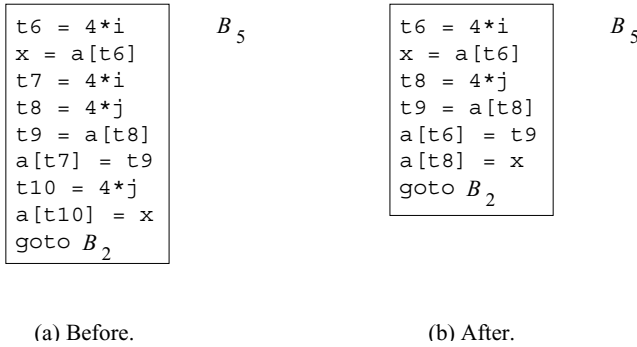 t6 = 4*i
x = a[t6]
t7 = 4*i
t8 = 4*j
t9 = a[t8]
a[t7] = t9
t10 = 4*j
a[t10] = x
goto B2
B5
(a) Before.
t6 = 4*i
x = a[t6]
t8 = 4*j
t9 = a[t8]
a[t6] = t9
a[t8] = x
goto B2
B5
(b) After.